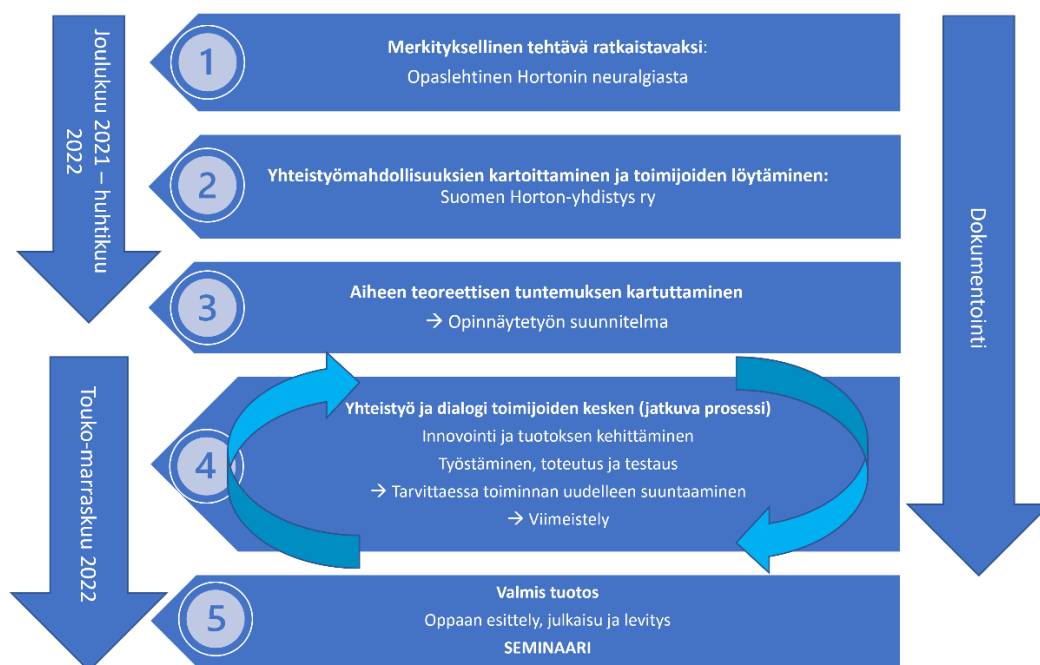 Joulukuu 2021 – huhtikuu
2022
1
Merkityksellinen tehtävä ratkaistavaksi:
Opaslehtinen Hortonin neuralgiasta
2
Yhteistyömahdollisuuksien kartoittaminen ja toimijoiden löytäminen:
Suomen Horton-yhdistys ry
3
Aiheen teoreettisen tuntemuksen kartuttaminen
→ Opinnäytetyön suunnitelma
Touko-marraskuu 2022
4
Yhteistyö ja dialogi toimijoiden kesken (jatkuva prosessi)
Innovointi ja tuotoksen kehittäminen
Työstäminen, toteutus ja testaus
→ Tarvittaessa toiminnan uudelleen suuntaaminen
→ Viimeistely
5
Valmis tuotos
Oppaan esittely, julkaisu ja levitys
SEMINAARI
Dokumentointi